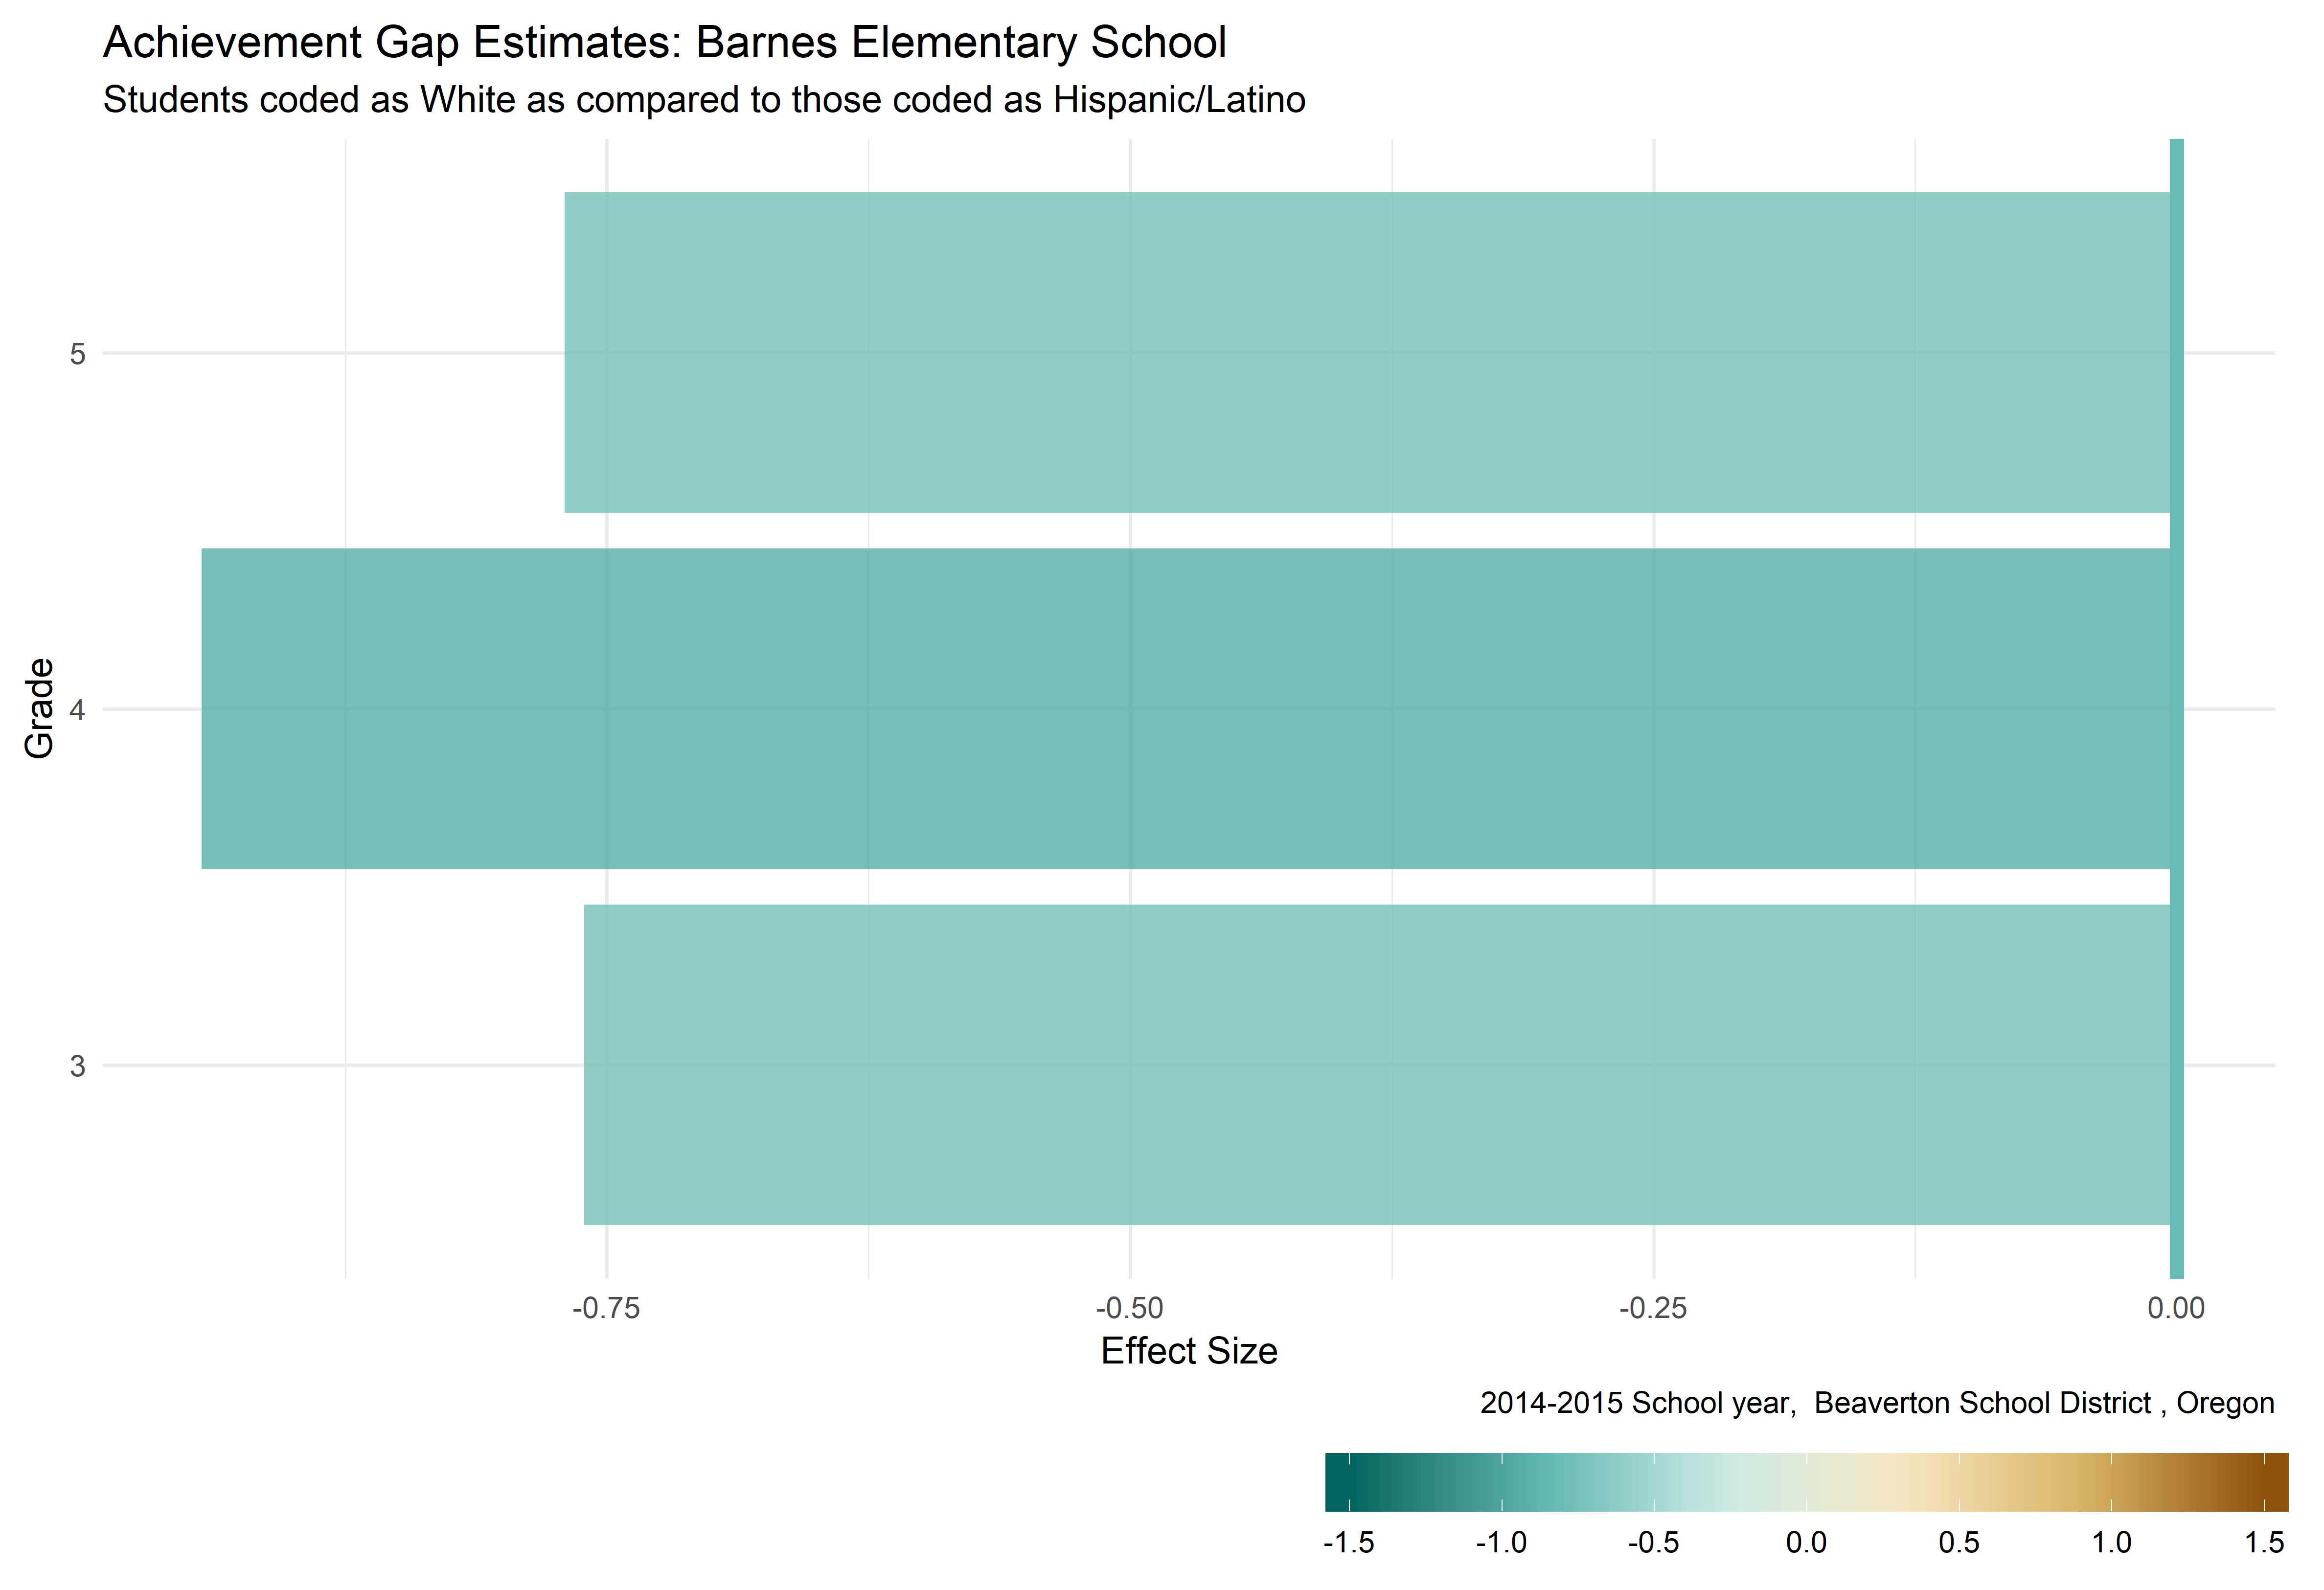 Achievement Gap Estimates: Barnes Elementary School
Students coded as White as compared to those coded as Hispanic/Latino
5
4
3
Grade
-0.75 -0.50 -0.25 0.00
Effect Size
2014-2015 School year,  Beaverton School District , Oregon
-1.5 -1.0 -0.5 0.0 0.5 1.0 1.5